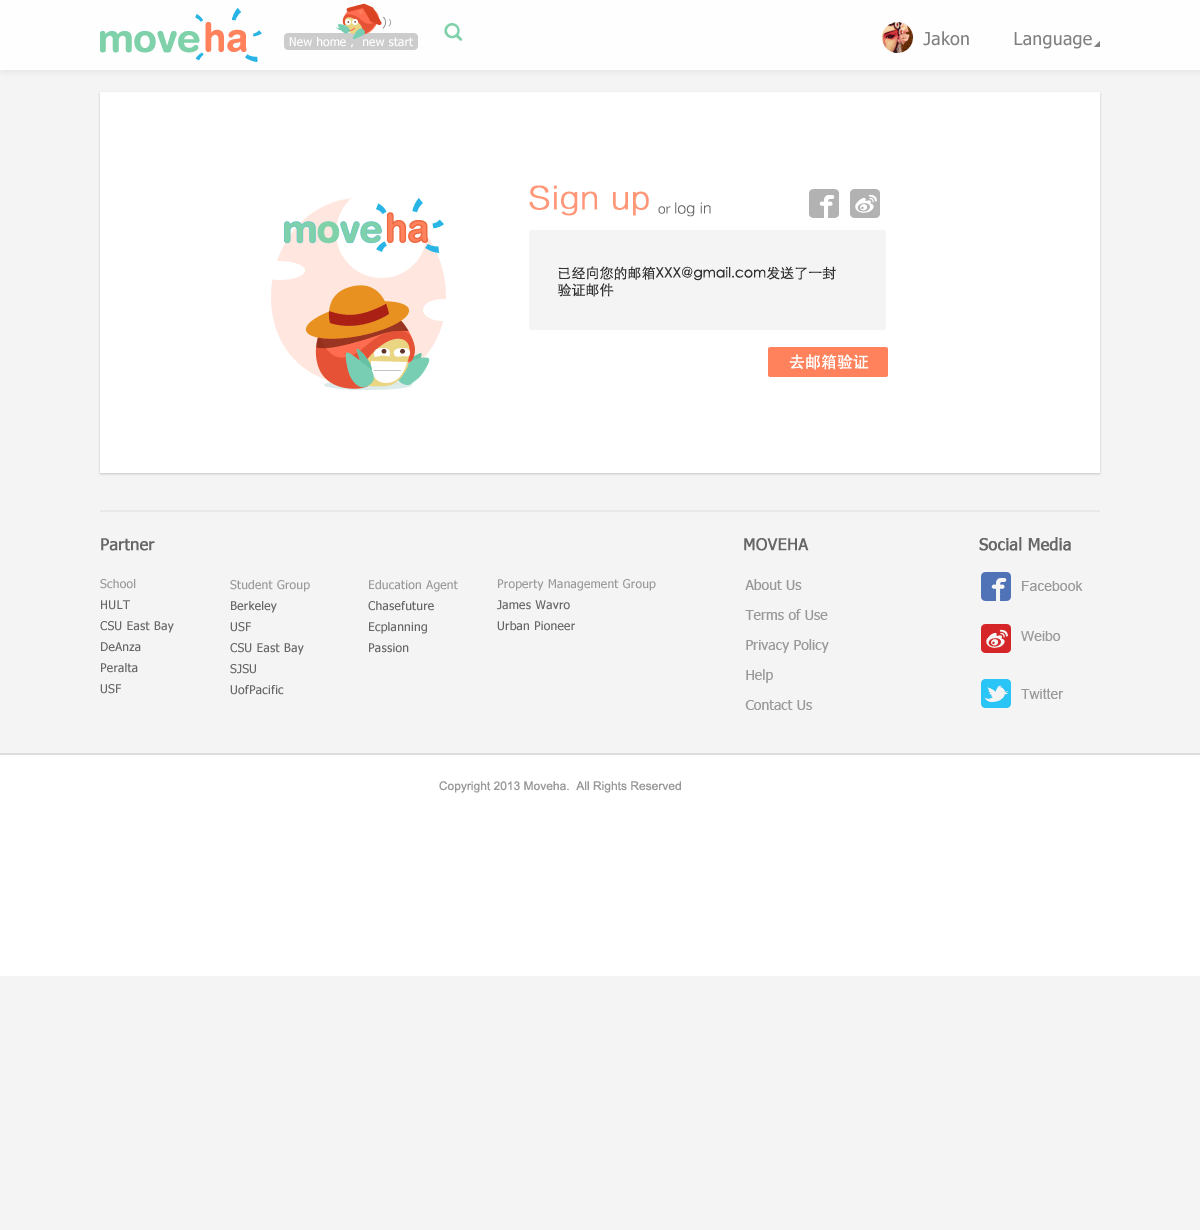 moveha
New home ,  new start
Jakon
Language
Sign up or log in
moveha
已经向您的邮箱XXX@gmail.com发送了一封
验证邮件
去邮箱验证
Partner
School
HULT
CSU East Bay
DeAnza
Peralta
USF
Student Group
Berkeley
USF
CSU East Bay
SJSU
UofPacific
Education Agent
Chasefuture
Ecplanning
Passion
Property Management Group
James Wavro
Urban Pioneer
MOVEHA
About Us
Terms of Use
Privacy Policy
Help
Contact Us
Social Media
Facebook
Weibo
Twitter
Copyright 2013 Moveha.  All Rights Reserved